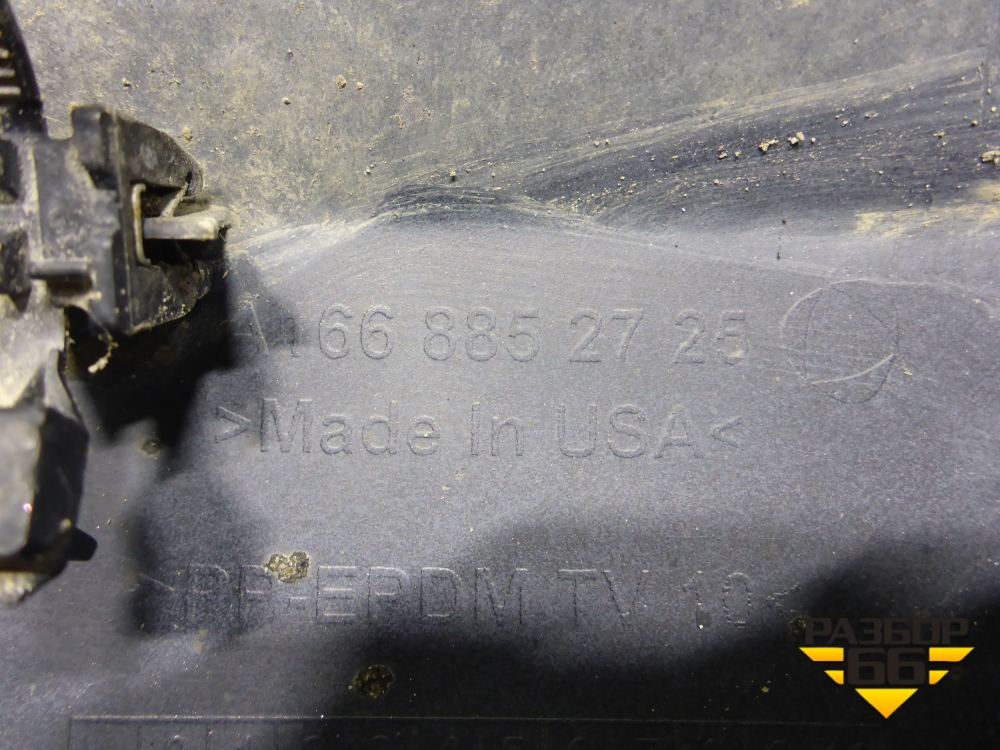 A166 885 27 25
>Made In USA<
>PP-EPDM TV 10<
РАЗБОР
66